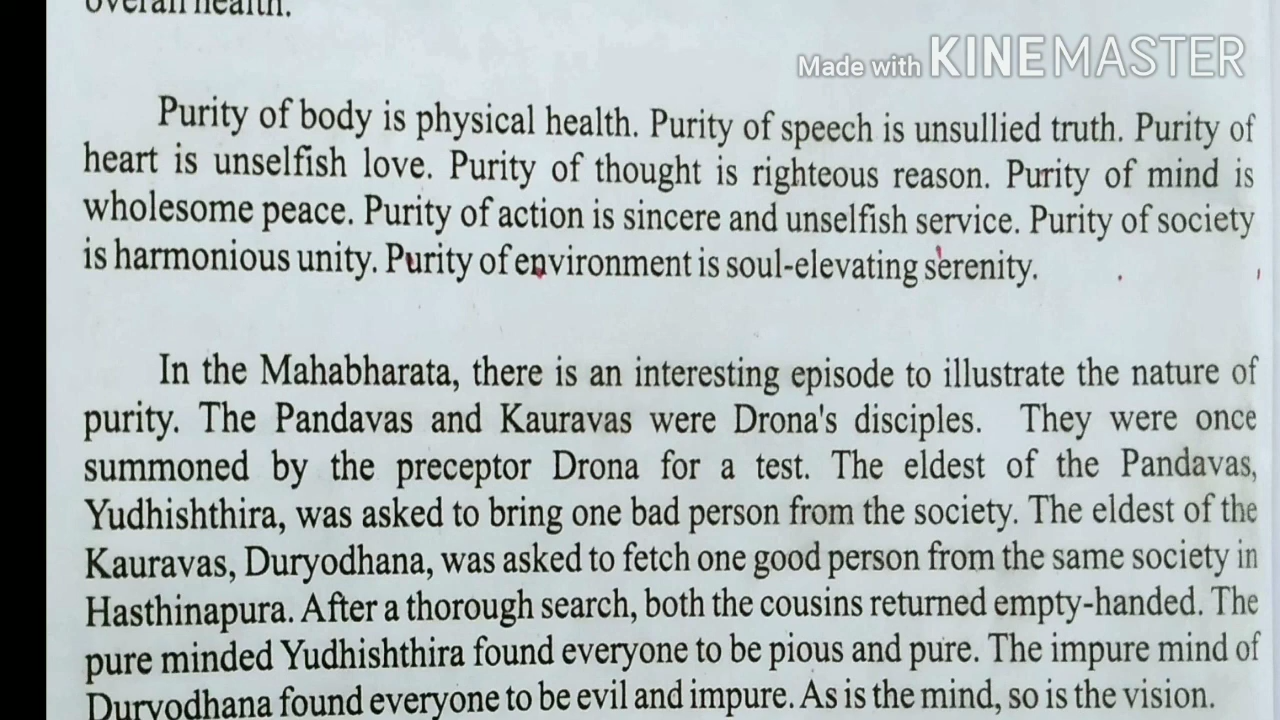 overall health.
Made with KINEMASTER
Purity of body is physical health. Purity of speech is unsullied truth. Purity of
heart is unselfish love. Purity of thought is righteous reason. Purity of mind is
wholesome peace. Purity of action is sincere and unselfish service. Purity of society
is harmonious unity. Purity of environment is soul-elevating serenity.
In the Mahabharata, there is an interesting episode to illustrate the nature of
purity. The Pandavas and Kauravas were Drona's disciples. They were once
summoned by the preceptor Drona for a test. The eldest of the Pandavas,
Yudhishthira, was asked to bring one bad person from the society. The eldest of the
Kauravas, Duryodhana, was asked to fetch one good person from the same society in
Hasthinapura. After a thorough search, both the cousins returned empty-handed. The
pure minded Yudhishthira found everyone to be pious and pure. The impure mind of
Duryodhana found everyone to be evil and impure. As is the mind, so is the vision.